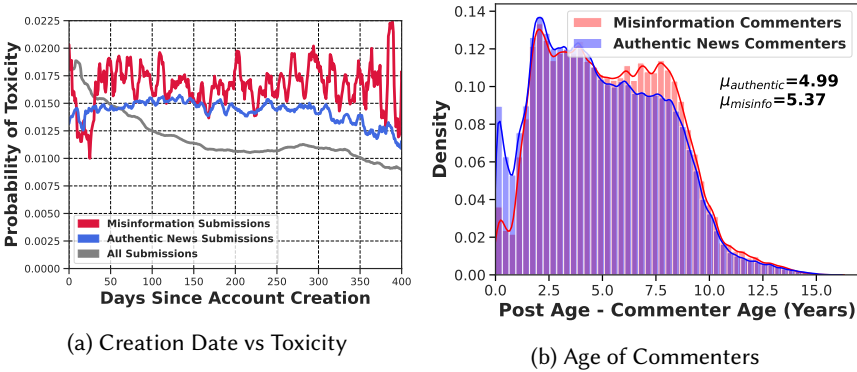 0.0225
0.0200
0.0175
0.0150
0.0125
0.0100
0.0075
0.0050
0.0025
0.0000
Probability of Toxicity
Misinformation Submissions
Authentic News Submissions
All Submissions
0 50 100 150 200 250 300 350 400
Days Since Account Creation
(a) Creation Date vs Toxicity
0.14
0.12
0.10
0.08
0.06
0.04
0.02
0.00
Density
Misinformation Commenters
Authentic News Commenters
μauthentic=4.99
μmisinfo=5.37
0.0 2.5 5.0 7.5 10.0 12.5 15.0
Post Age - Commenter Age (Years)
(b) Age of Commenters